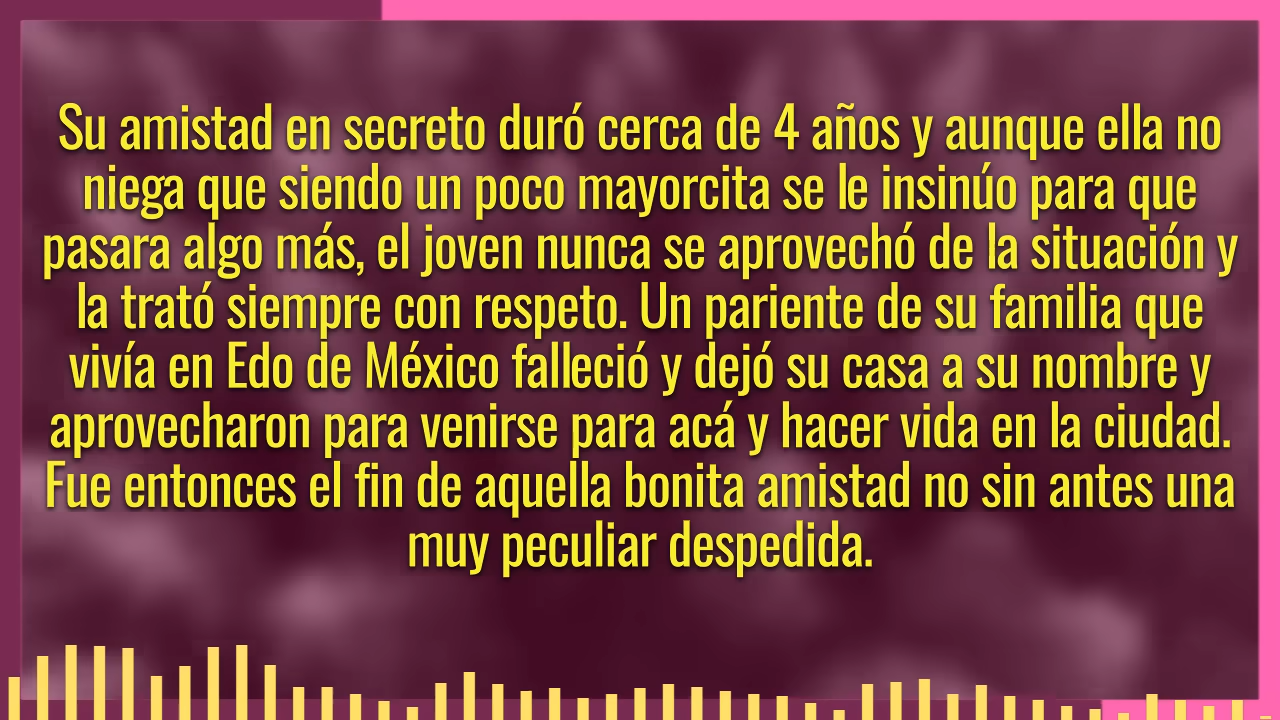 Su amistad en secreto duró cerca de 4 años y aunque ella no
niega que siendo un poco mayorcita se le insinúo para que
pasara algo más, el joven nunca se aprovechó de la situación y
la trató siempre con respeto. Un pariente de su familia que
vivía en Edo de México falleció y dejó su casa a su nombre y
aprovecharon para venirse para acá y hacer vida en la ciudad.
Fue entonces el fin de aquella bonita amistad no sin antes una
muy peculiar despedida.